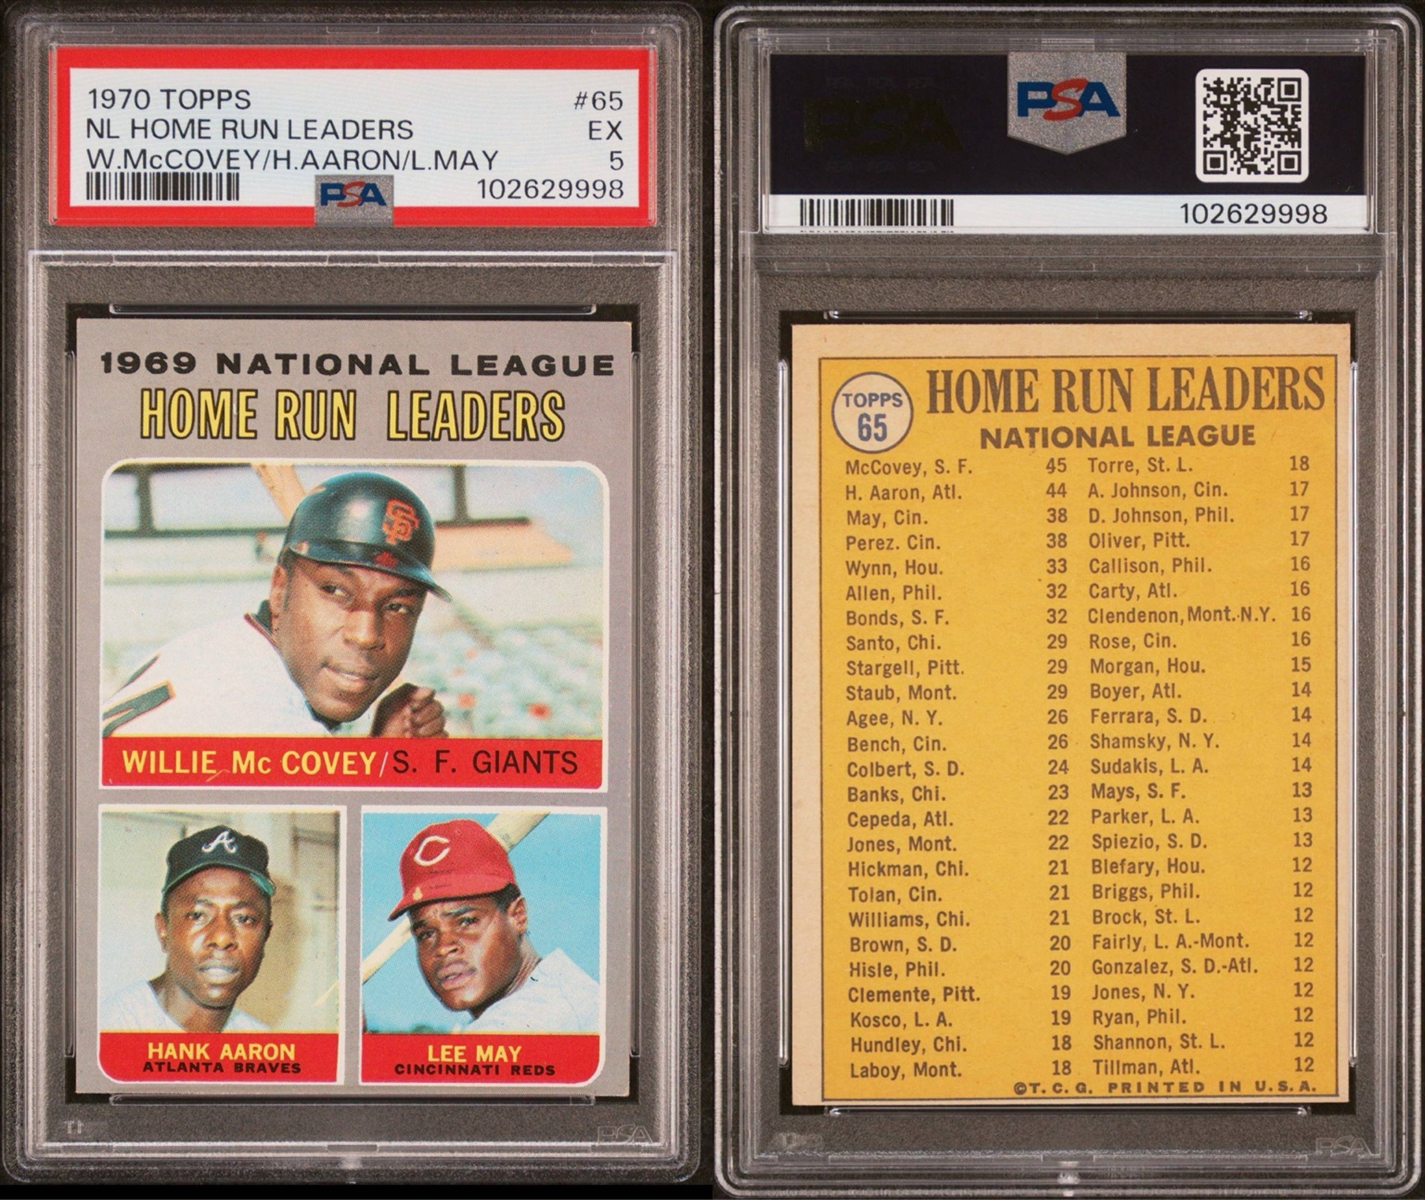 1970 TOPPS #65
NL HOME RUN LEADERS EX
W.McCOVEY/H.AARON/L.MAY 5
PSA 102629998
1969 NATIONAL LEAGUE
HOME RUN LEADERS
SF
WILLIE Mc COVEY/S. F. GIANTS
A
C
HANK AARON
ATLANTA BRAVES
LEE MAY
CINCINNATI REDS
PSA
PSA
PSA
102629998
TOPPS
65
HOME RUN LEADERS
NATIONAL LEAGUE
McCovey, S. F. 45 Torre, St. L. 18
H. Aaron, Atl. 44 A. Johnson, Cin. 17
May, Cin. 38 D. Johnson, Phil. 17
Perez. Cin. 38 Oliver, Pitt. 17
Wynn, Hou. 33 Callison, Phil. 16
Allen, Phil. 32 Carty, Atl. 16
Bonds, S. F. 32 Clendenon, Mont.-N.Y. 16
Santo, Chi. 29 Rose, Cin. 16
Stargell, Pitt. 29 Morgan, Hou. 15
Staub, Mont. 29 Boyer, Atl. 14
Agee, N. Y. 26 Ferrara, S. D. 14
Bench, Cin. 26 Shamsky, N. Y. 14
Colbert, S. D. 24 Sudakis, L. A. 14
Banks, Chi. 23 Mays, S. F. 13
Cepeda, Atl. 22 Parker, L. A. 13
Jones, Mont. 22 Spiezio, S. D. 13
Hickman, Chi. 21 Blefary, Hou. 12
Tolan, Cin. 21 Briggs, Phil. 12
Williams, Chi. 21 Brock, St. L. 12
Brown, S. D. 20 Fairly, L. A.-Mont. 12
Hisle, Phil. 20 Gonzalez, S. D.-Atl. 12
Clemente, Pitt. 19 Jones, N. Y. 12
Kosco, L. A. 19 Ryan, Phil. 12
Hundley, Chi. 18 Shannon, St. L. 12
Laboy, Mont. 18 Tillman, Atl. 12
©T. C. G. PRINTED IN U.S.A.
PSA